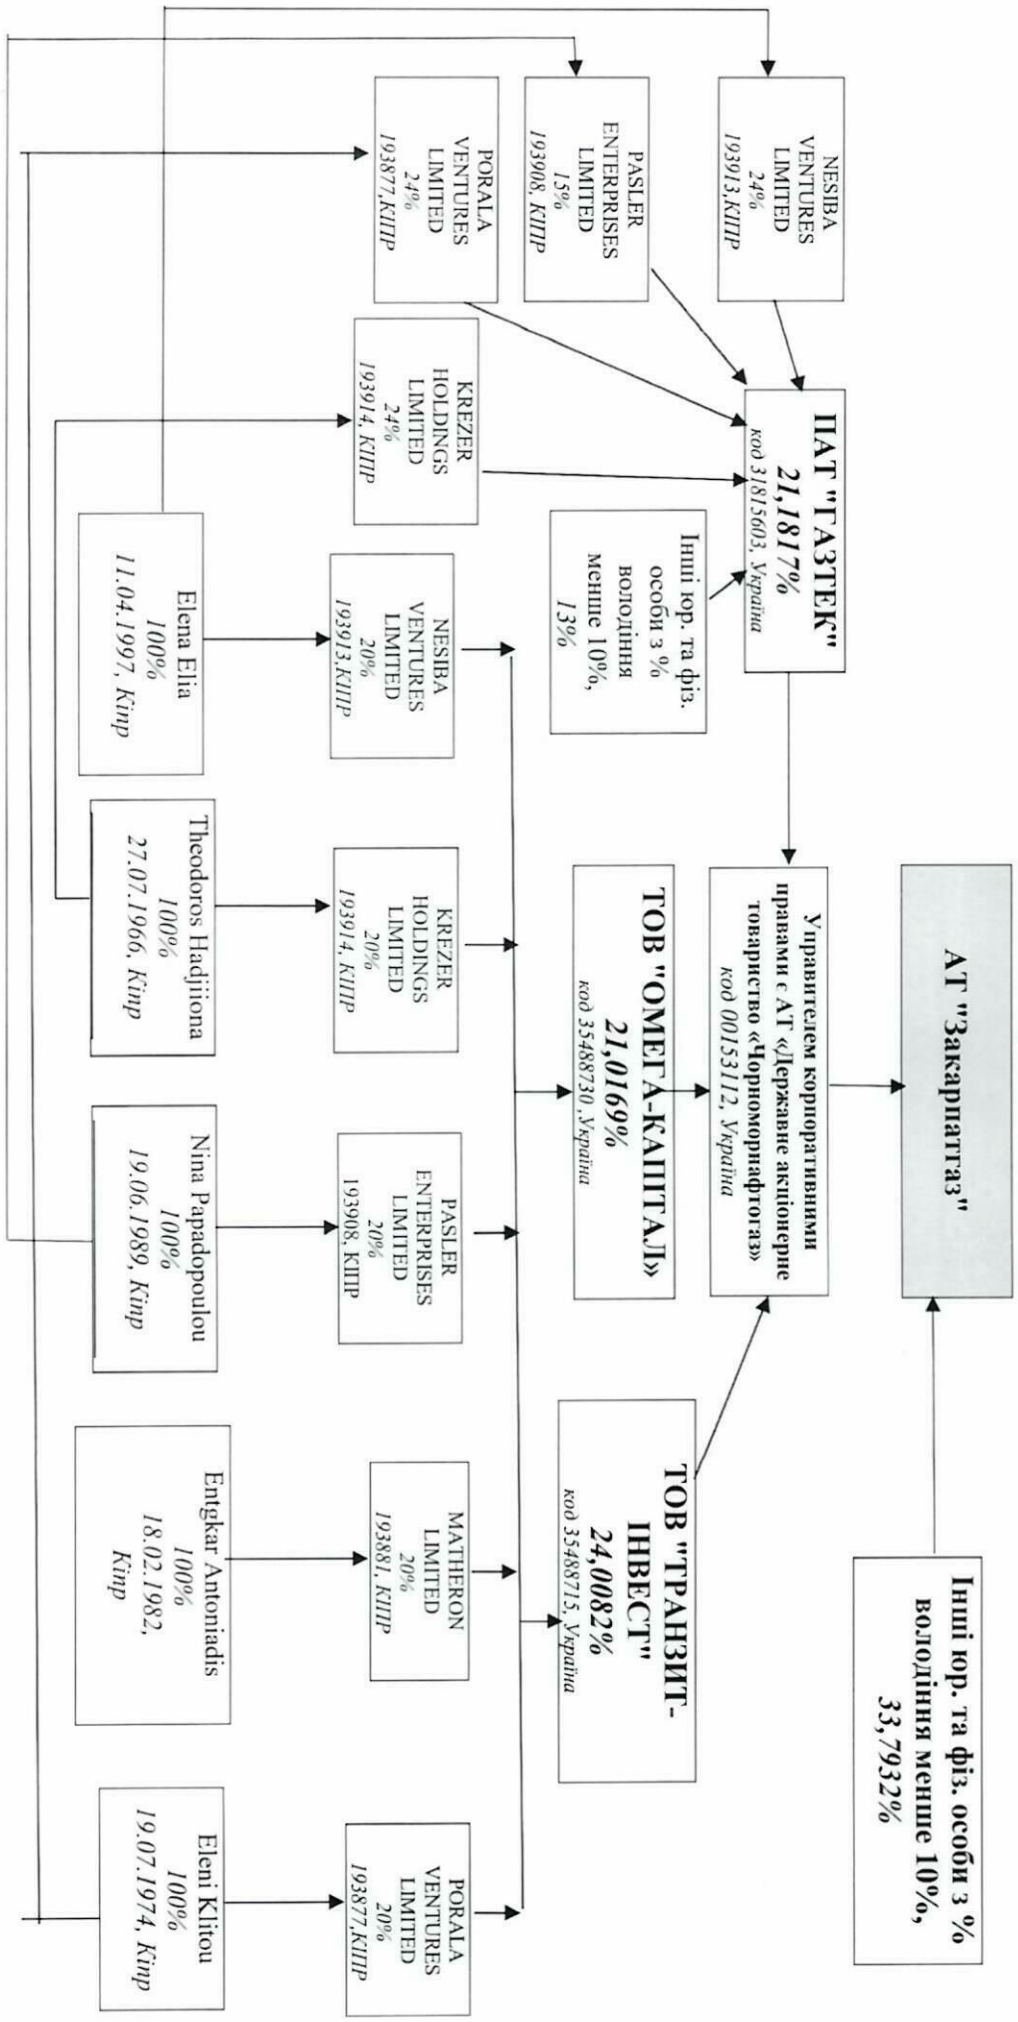 АТ "Закарпатгаз"
Інші юр. та фіз. особи з %
володіння менше 10%,
33,7932%
Управителем корпоративними
правами є АТ «Державне акціонерне
товариство «Чорноморнафтогаз»
код 00153112, Україна
ПАТ "ГАЗТЕК"
21,1817%
код 31815603, Україна
ТОВ "ОМЕГА-КАПІТАЛ»
21,0169%
код 35488730 ,Україна
ТОВ "ТРАНЗИТ-
ІНВЕСТ"
24,0082%
код 35488715, Україна
NESIBA
VENTURES
LIMITED
24%
193913,КІПР
PASLER
ENTERPRISES
LIMITED
15%
193908, КІПР
PORALA
VENTURES
LIMITED
24%
193877,КІПР
KREZER
HOLDINGS
LIMITED
24%
193914, КІПР
Інші юр. та фіз.
особи з %
володіння
менше 10%,
13%
NESIBA
VENTURES
LIMITED
20%
193913,КІПР
KREZER
HOLDINGS
LIMITED
20%
193914, КІПР
PASLER
ENTERPRISES
LIMITED
20%
193908, КІПР
MATHERON
LIMITED
20%
193881, КІПР
PORALA
VENTURES
LIMITED
20%
193877,КІПР
Elena Elia
100%
11.04.1997, Кіпр
Theodoros Hadjiiona
100%
27.07.1966, Кіпр
Nina Papadopoulou
100%
19.06.1989, Кіпр
Entgkar Antoniadis
100%
18.02.1982,
Кіпр
Eleni Klitou
100%
19.07.1974, Кіпр